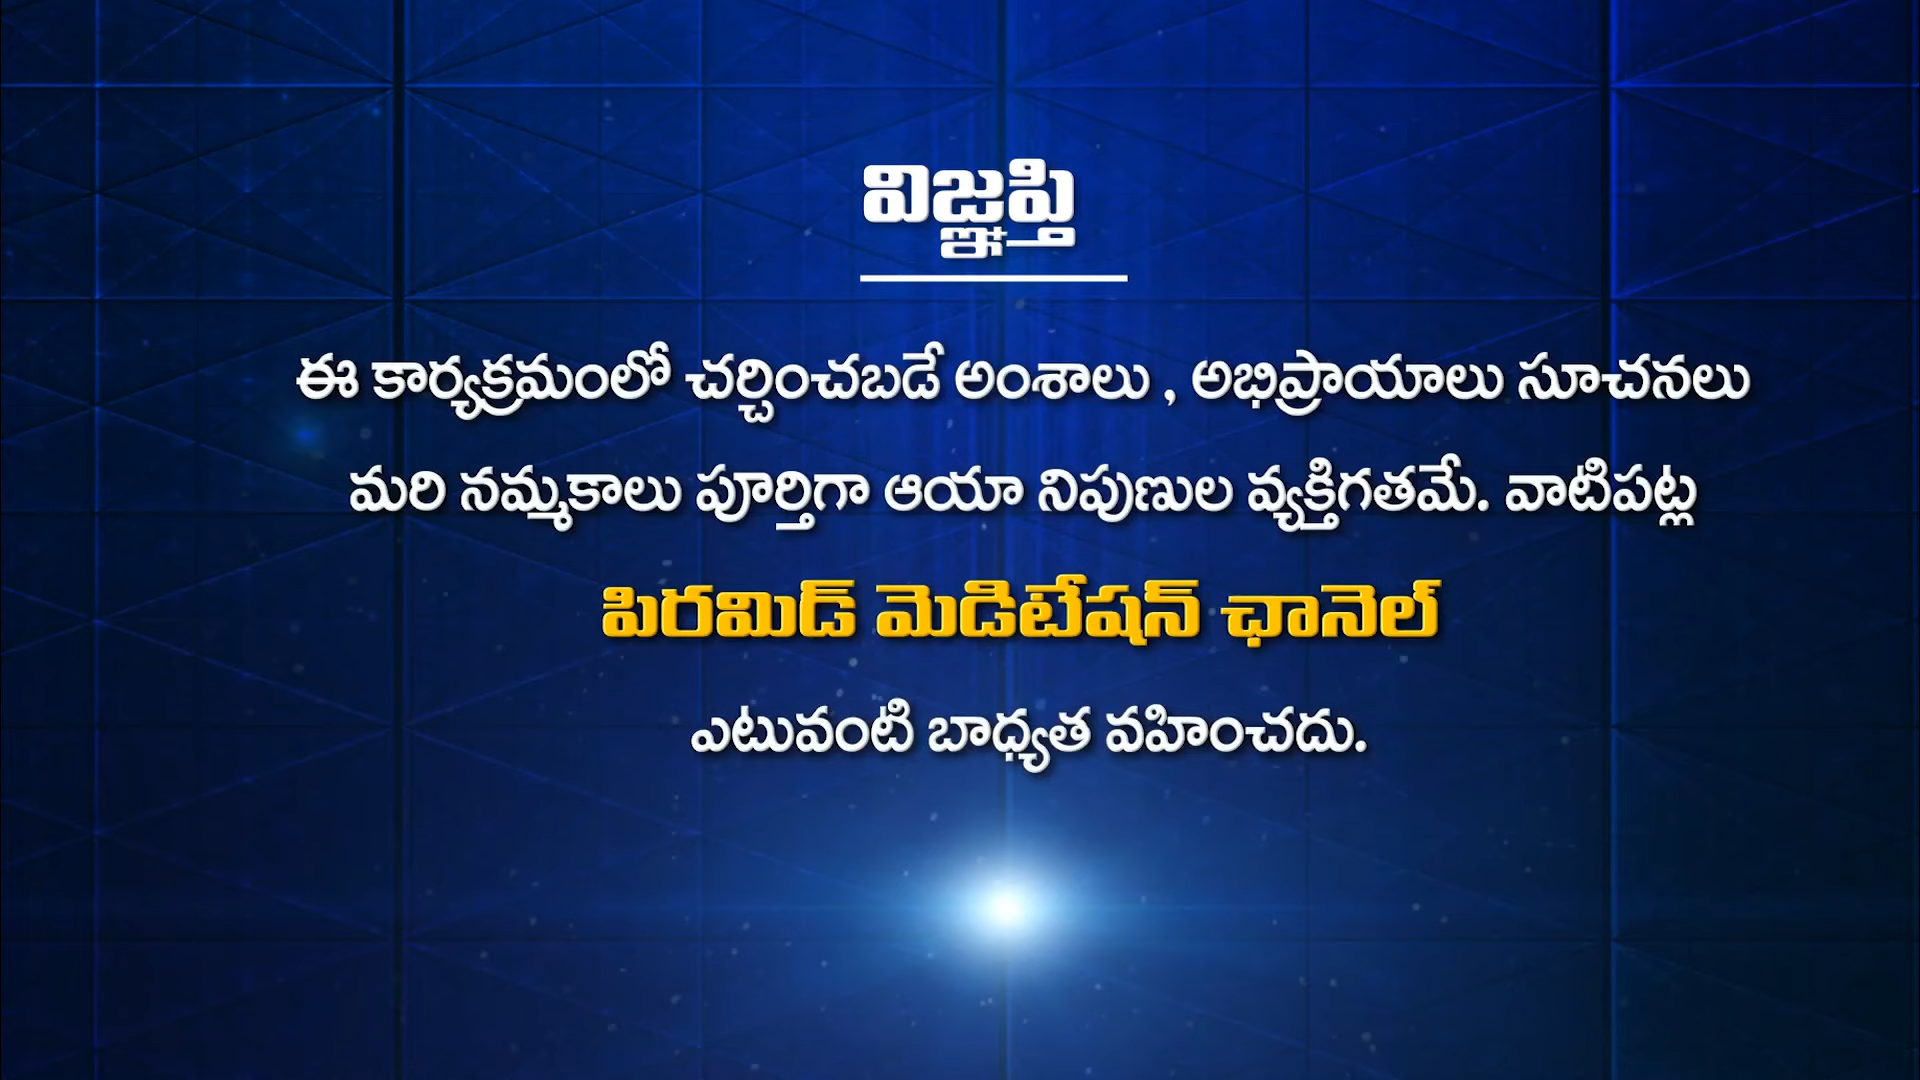 విజ్ఞప్తి
ఈ కార్యక్రమంలో చర్చించబడే అంశాలు , అభిప్రాయాలు సూచనలు
మరి నమ్మకాలు పూర్తిగా ఆయా నిపుణుల వ్యక్తిగతమే. వాటిపట్ల
పిరమిడ్ మెడిటేషన్ ఛానెల్
ఎటువంటి బాధ్యత వహించదు.